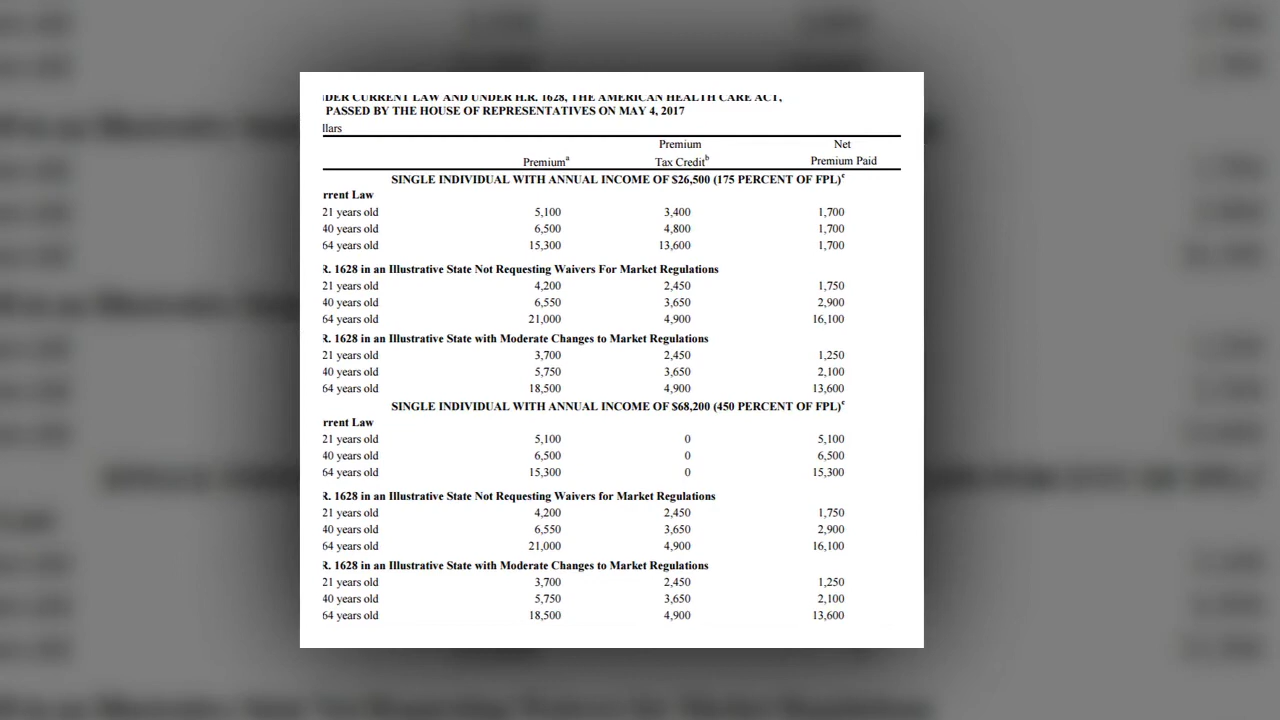 DER CURRENT LAW AND UNDER H.R. 1628, THE AMERICAN HEALTH CARE ACT,
PASSED BY THE HOUSE OF REPRESENTATIVES ON MAY 4, 2017
llars
Premium Net
Premiumᵃ Tax Creditᵇ Premium Paid
SINGLE INDIVIDUAL WITH ANNUAL INCOME OF $26,500 (175 PERCENT OF FPL)ᶜ
rrent Law
21 years old 5,100 3,400 1,700
40 years old 6,500 4,800 1,700
64 years old 15,300 13,600 1,700
R. 1628 in an Illustrative State Not Requesting Waivers For Market Regulations
21 years old 4,200 2,450 1,750
40 years old 6,550 3,650 2,900
64 years old 21,000 4,900 16,100
R. 1628 in an Illustrative State with Moderate Changes to Market Regulations
21 years old 3,700 2,450 1,250
40 years old 5,750 3,650 2,100
64 years old 18,500 4,900 13,600
SINGLE INDIVIDUAL WITH ANNUAL INCOME OF $68,200 (450 PERCENT OF FPL)ᶜ
rrent Law
21 years old 5,100 0 5,100
40 years old 6,500 0 6,500
64 years old 15,300 0 15,300
R. 1628 in an Illustrative State Not Requesting Waivers for Market Regulations
21 years old 4,200 2,450 1,750
40 years old 6,550 3,650 2,900
64 years old 21,000 4,900 16,100
R. 1628 in an Illustrative State with Moderate Changes to Market Regulations
21 years old 3,700 2,450 1,250
40 years old 5,750 3,650 2,100
64 years old 18,500 4,900 13,600